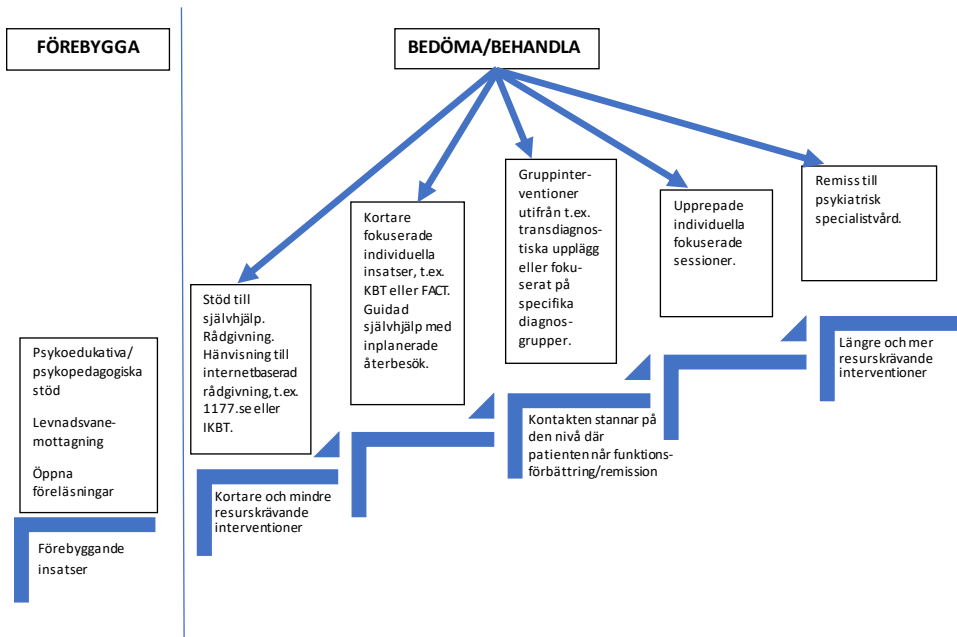 FÖREBYGGA
Psykoedukativa/
psykopedagogiska
stöd
Levnadsvane-
mottagning
Öppna
föreläsningar
Förebyggande
insatser
BEDÖMA/BEHANDLA
Stöd till
självhjälp.
Rådgivning.
Hänvisning till
internetbaserad
rådgivning, t.ex.
1177.se eller
IKBT.
Kortare och mindre
resurskrävande
interventioner
Kortare
fokuserade
individuella
insatser, t.ex.
KBT eller FACT.
Guidad
självhjälp med
inplanerade
återbesök.
Gruppinter-
ventioner
utifrån t.ex.
transdiagnos-
tiska upplägg
eller foku-
serat på
specifika
diagnos-
grupper.
Kontakten stannar på
den nivå där
patienten når funktions-
förbättring/remission
Upprepade
individuella
fokuserade
sessioner.
Remiss till
psykiatrisk
specialistvård.
Längre och mer
resurskrävande
interventioner